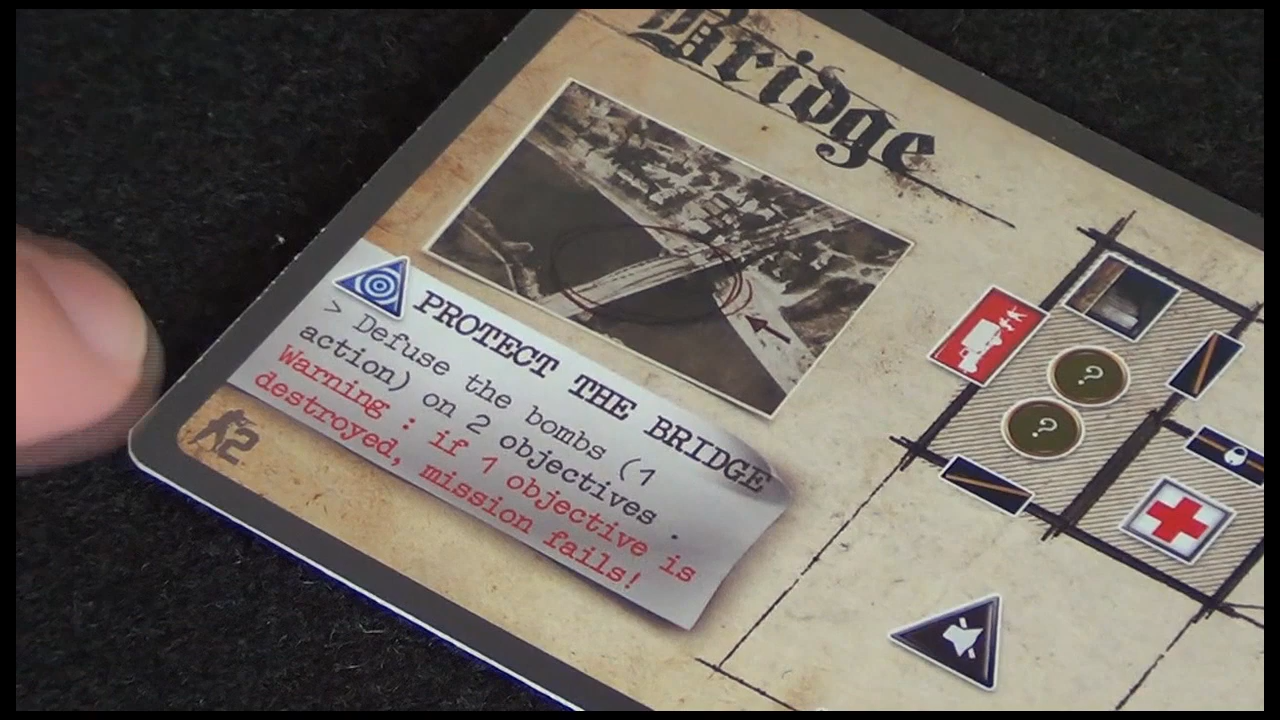 Bridge
PROTECT THE BRIDGE
> Defuse the bombs (1
action) on 2 objectives .
Warning : if 1 objective is
destroyed, mission fails!
2
?
?